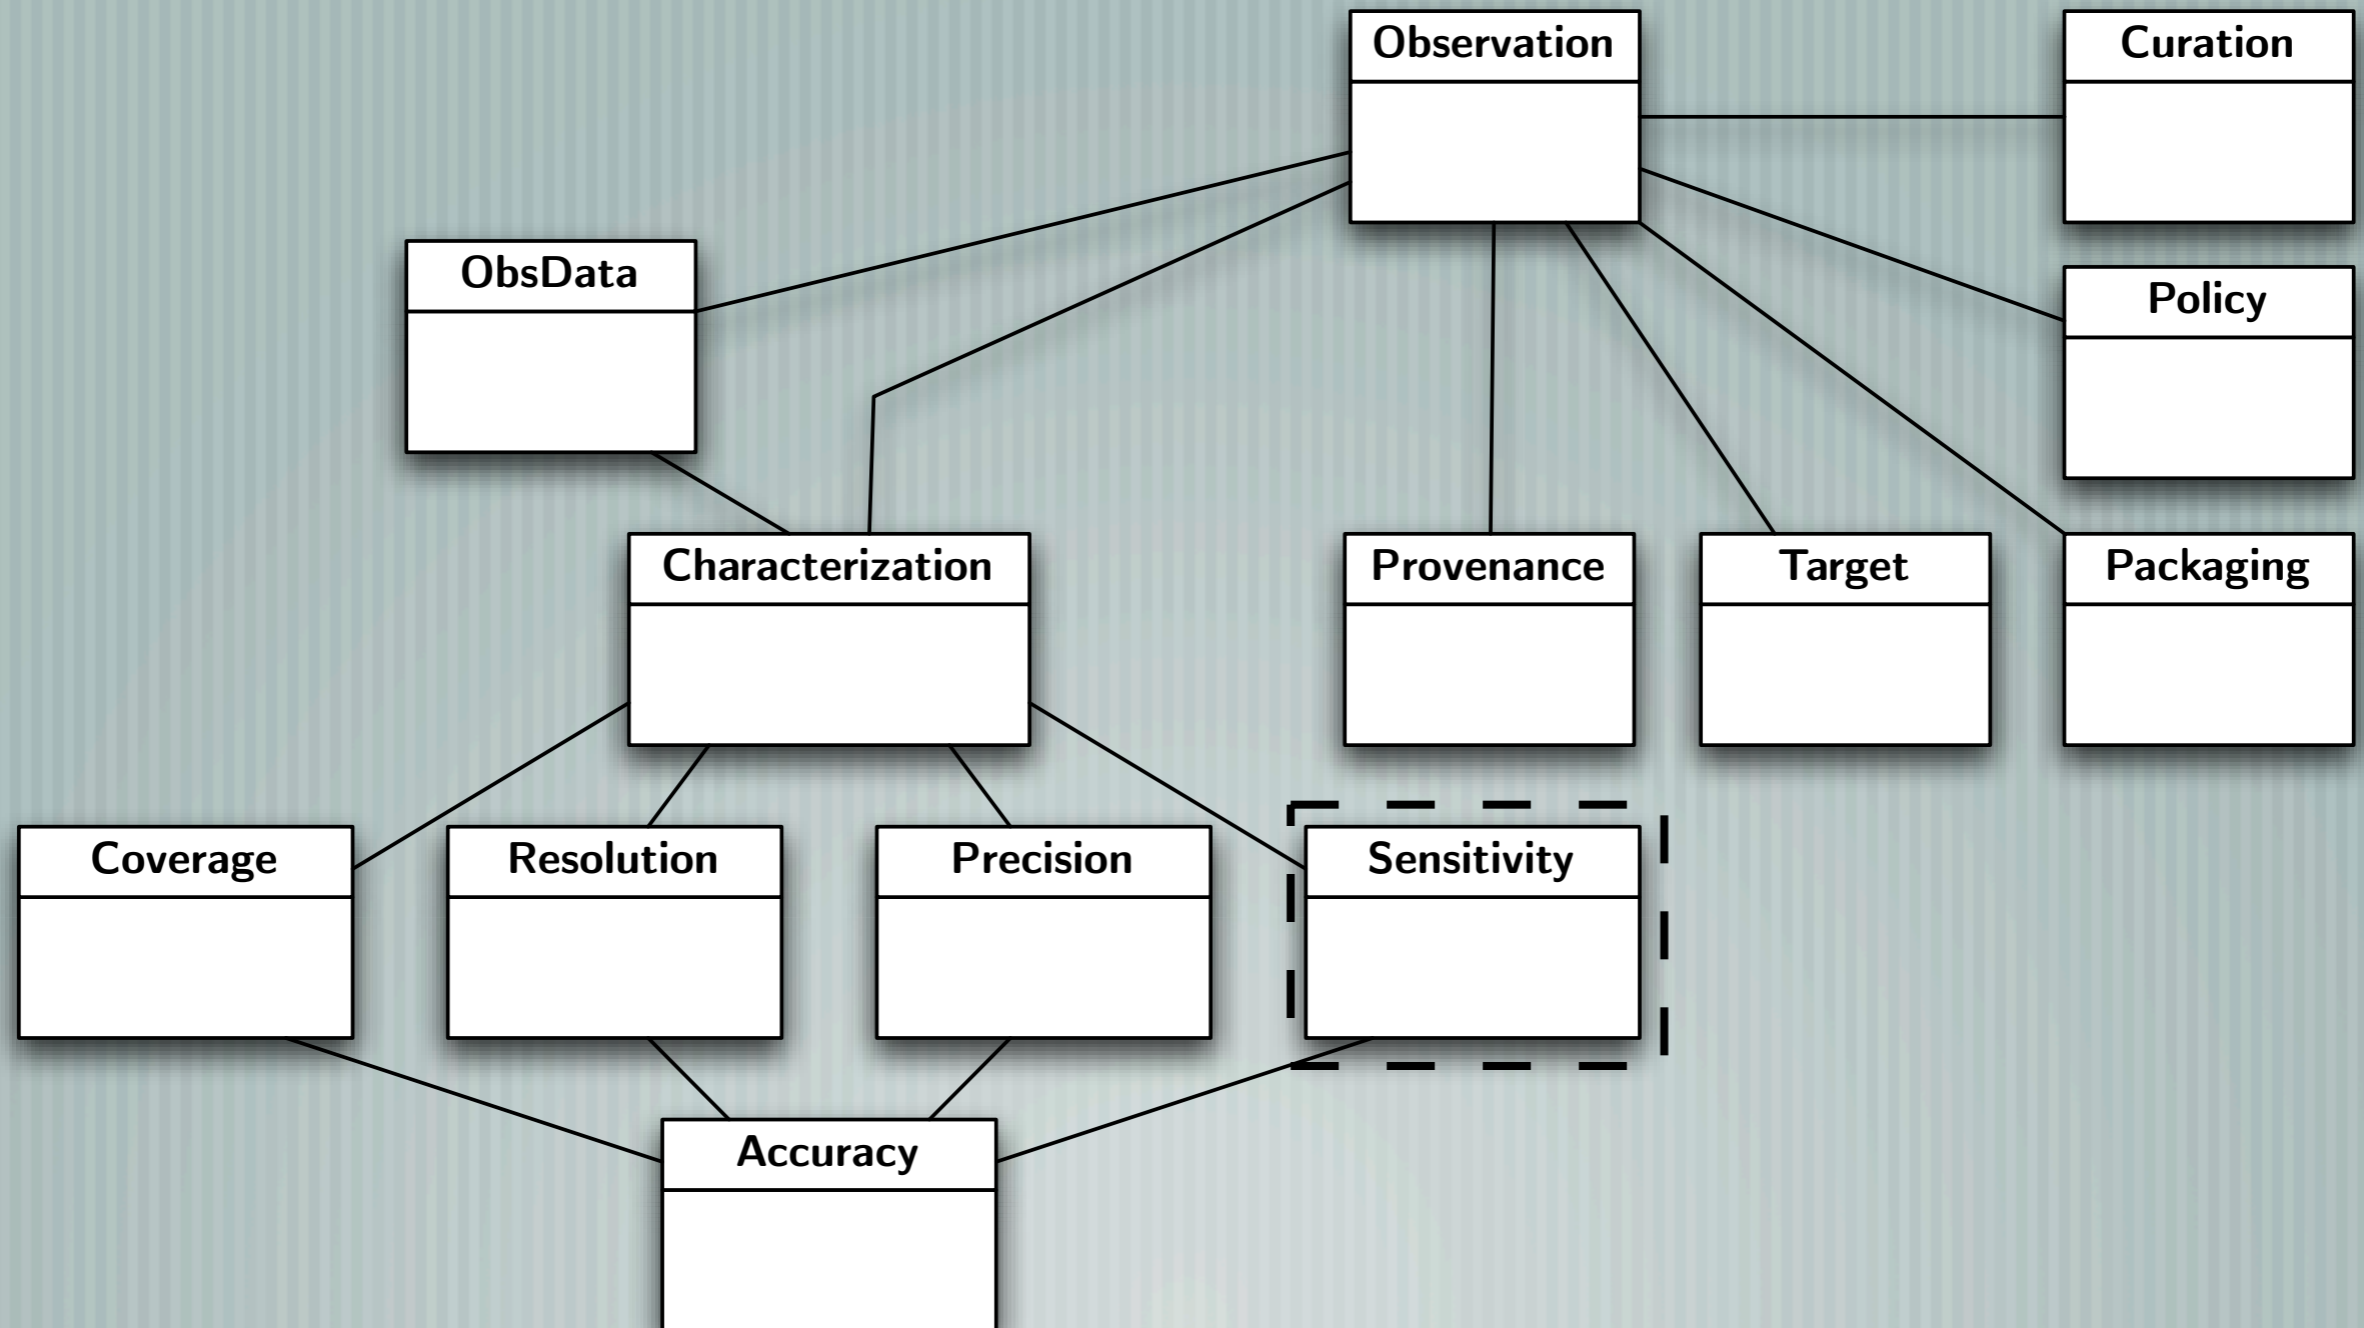 Observation
Curation
ObsData
Policy
Characterization
Provenance
Target
Packaging
Coverage
Resolution
Precision
Sensitivity
Accuracy